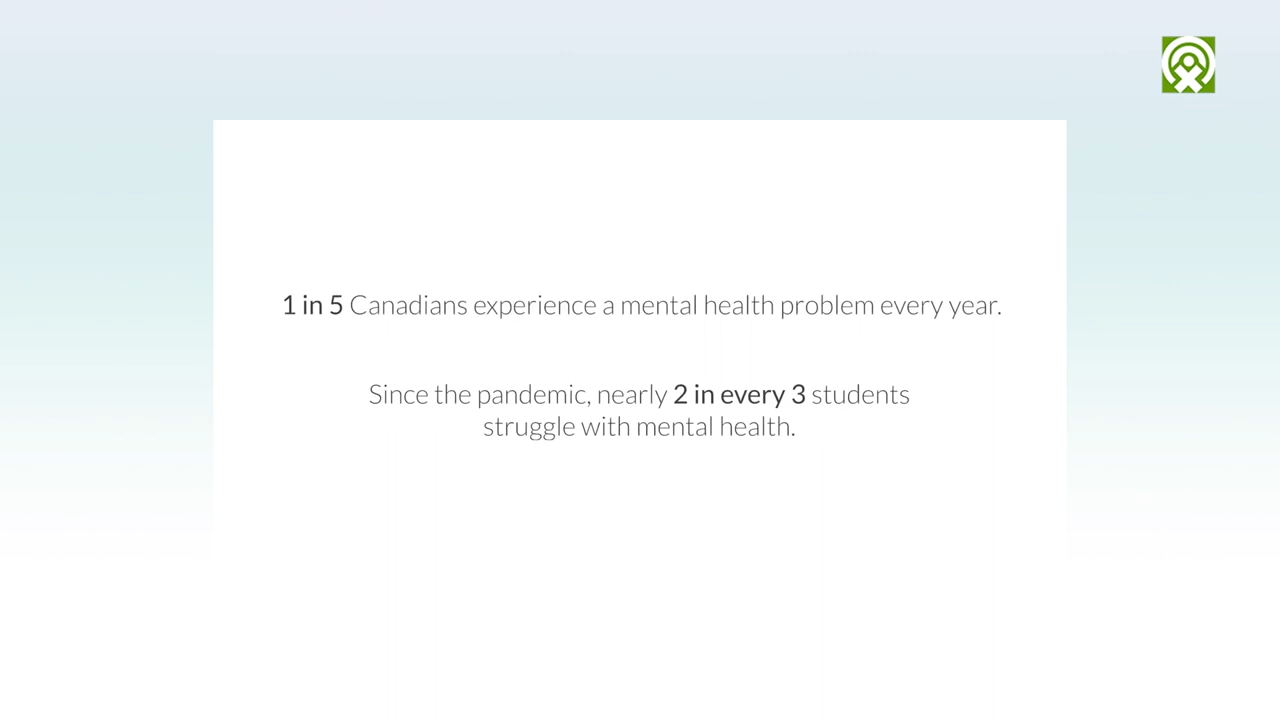 1 in 5 Canadians experience a mental health problem every year.
Since the pandemic, nearly 2 in every 3 students
struggle with mental health.